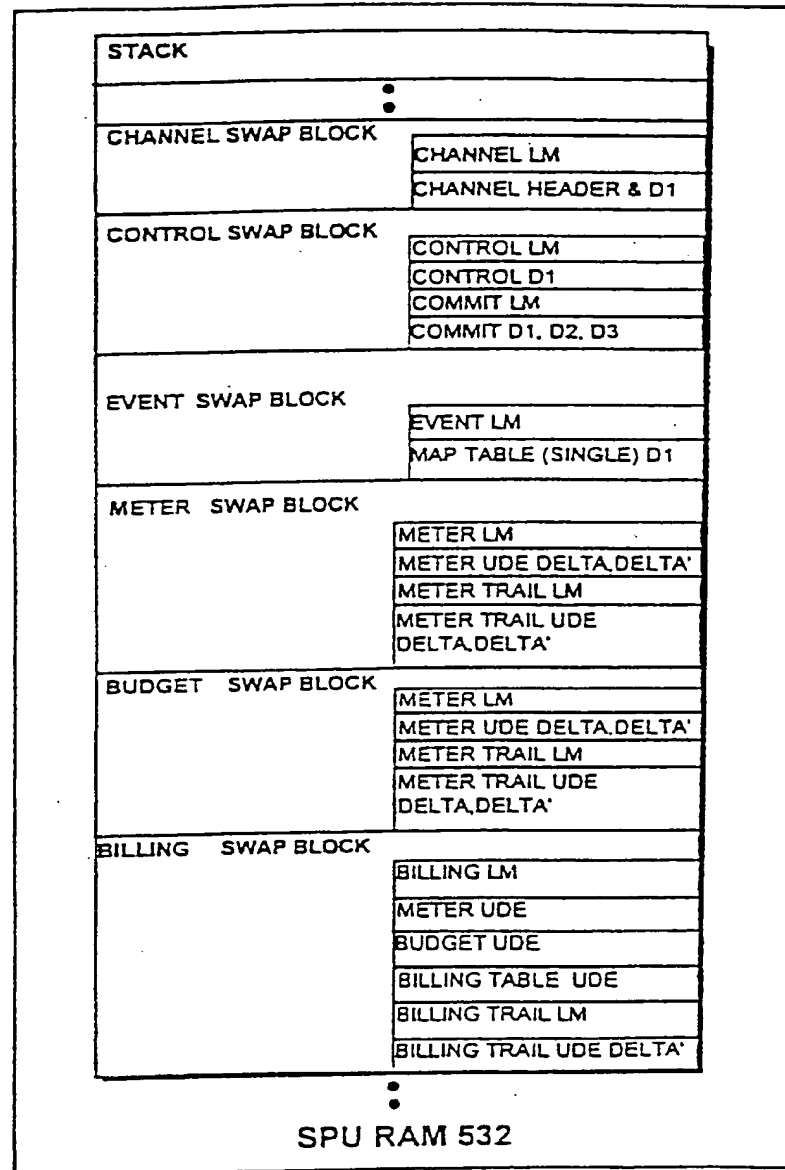 STACK
CHANNEL SWAP BLOCK
CHANNEL LM
CHANNEL HEADER & D1
CONTROL SWAP BLOCK
CONTROL LM
CONTROL D1
COMMIT LM
COMMIT D1, D2, D3
EVENT SWAP BLOCK
EVENT LM
MAP TABLE (SINGLE) D1
METER SWAP BLOCK
METER LM
METER UDE DELTA,DELTA'
METER TRAIL LM
METER TRAIL UDE
DELTA,DELTA'
BUDGET SWAP BLOCK
METER LM
METER UDE DELTA,DELTA'
METER TRAIL LM
METER TRAIL UDE
DELTA,DELTA'
BILLING SWAP BLOCK
BILLING LM
METER UDE
BUDGET UDE
BILLING TABLE UDE
BILLING TRAIL LM
BILLING TRAIL UDE DELTA'
SPU RAM 532